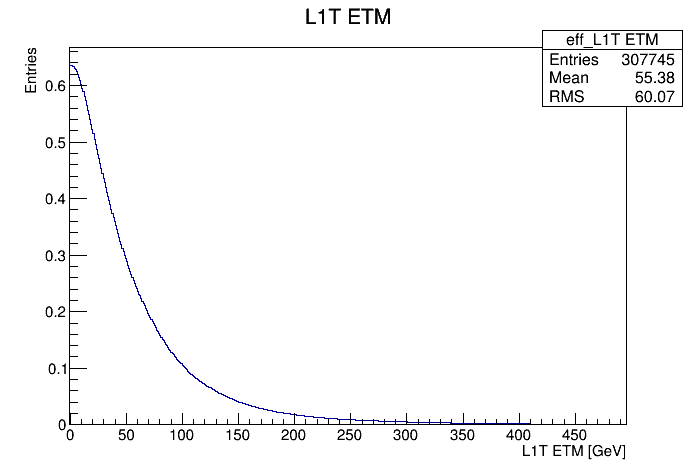 L1T ETM
eff_L1T ETM
Entries 307745
Mean 55.38
RMS 60.07
Entries
0.6
0.5
0.4
0.3
0.2
0.1
0
0 50 100 150 200 250 300 350 400 450
L1T ETM [GeV]